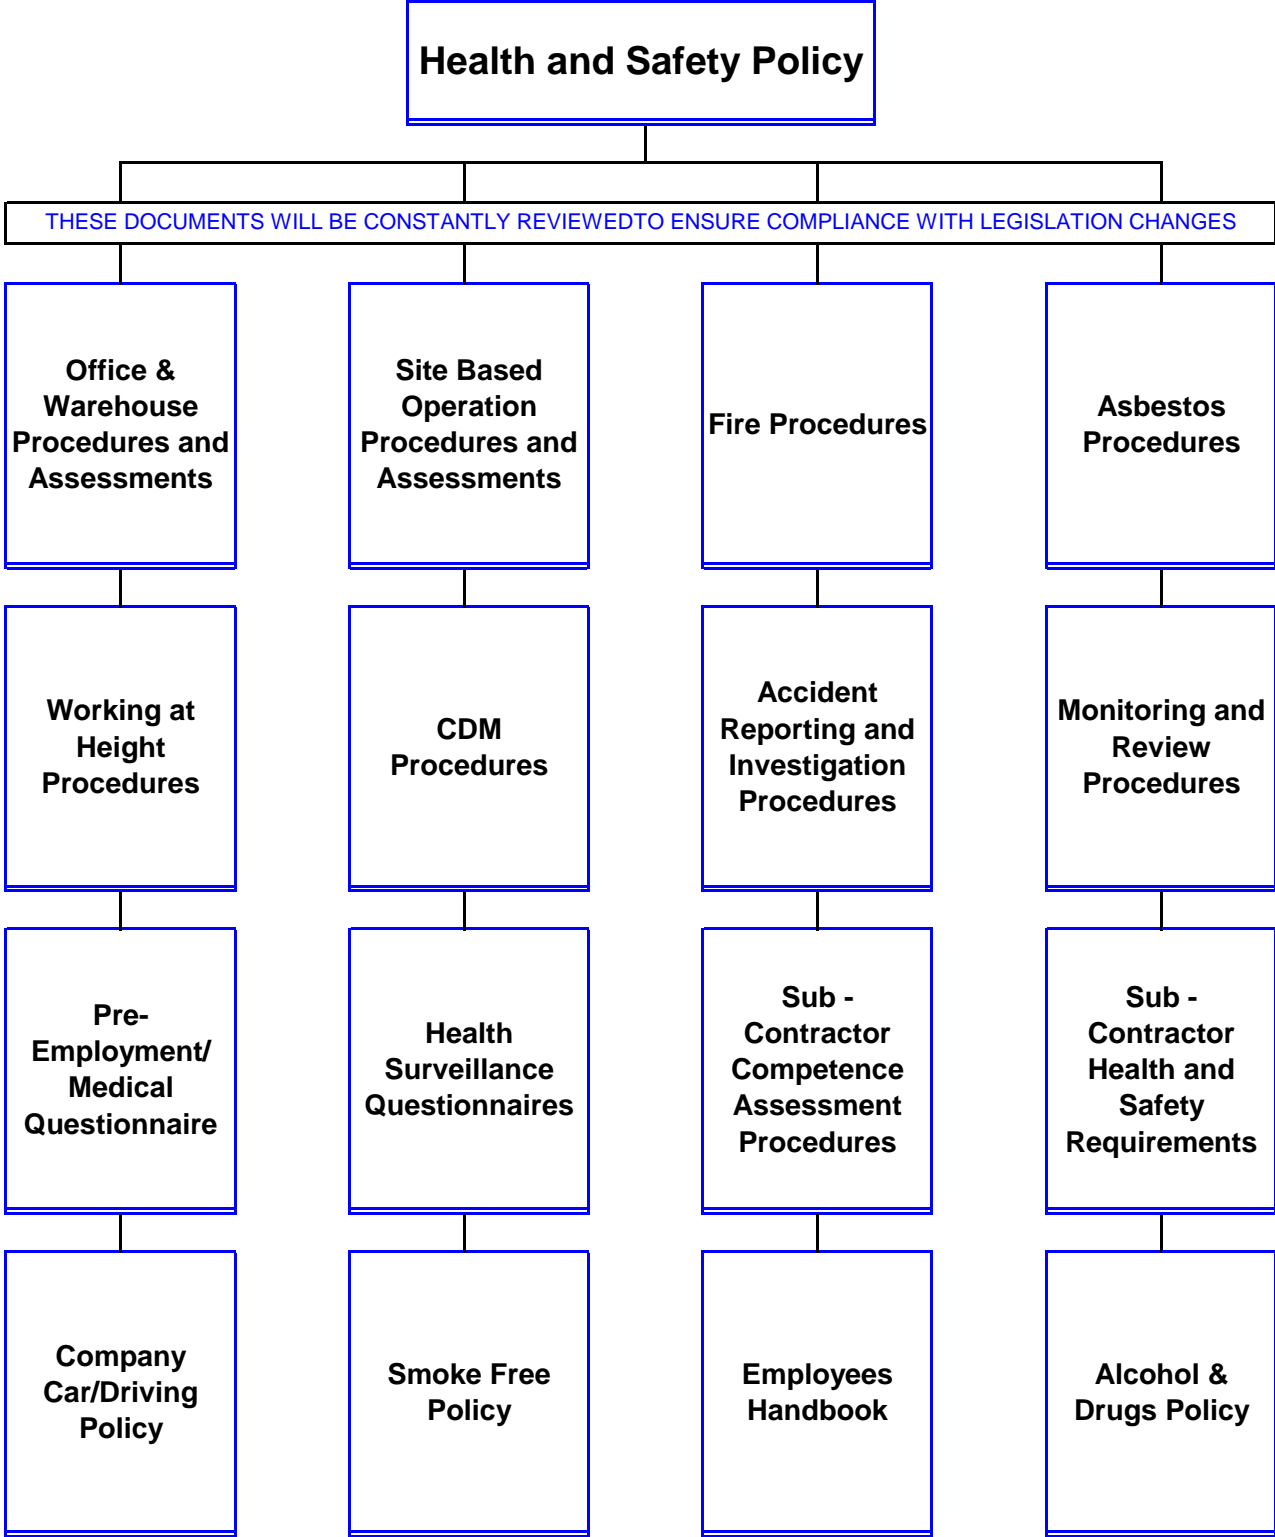 Health and Safety Policy
THESE DOCUMENTS WILL BE CONSTANTLY REVIEWEDTO ENSURE COMPLIANCE WITH LEGISLATION CHANGES
Office &
Warehouse
Procedures and
Assessments
Site Based
Operation
Procedures and
Assessments
Fire Procedures
Asbestos
Procedures
Working at
Height
Procedures
CDM
Procedures
Accident
Reporting and
Investigation
Procedures
Monitoring and
Review
Procedures
Pre-
Employment/
Medical
Questionnaire
Health
Surveillance
Questionnaires
Sub -
Contractor
Competence
Assessment
Procedures
Sub -
Contractor
Health and
Safety
Requirements
Company
Car/Driving
Policy
Smoke Free
Policy
Employees
Handbook
Alcohol &
Drugs Policy